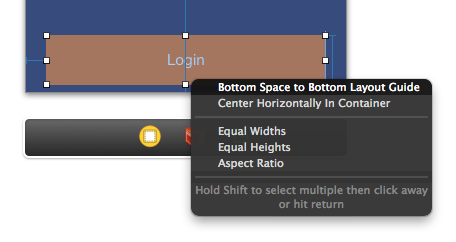 Login
Bottom Space to Bottom Layout Guide
Center Horizontally In Container
Equal Widths
Equal Heights
Aspect Ratio
Hold Shift to select multiple then click away
or hit return